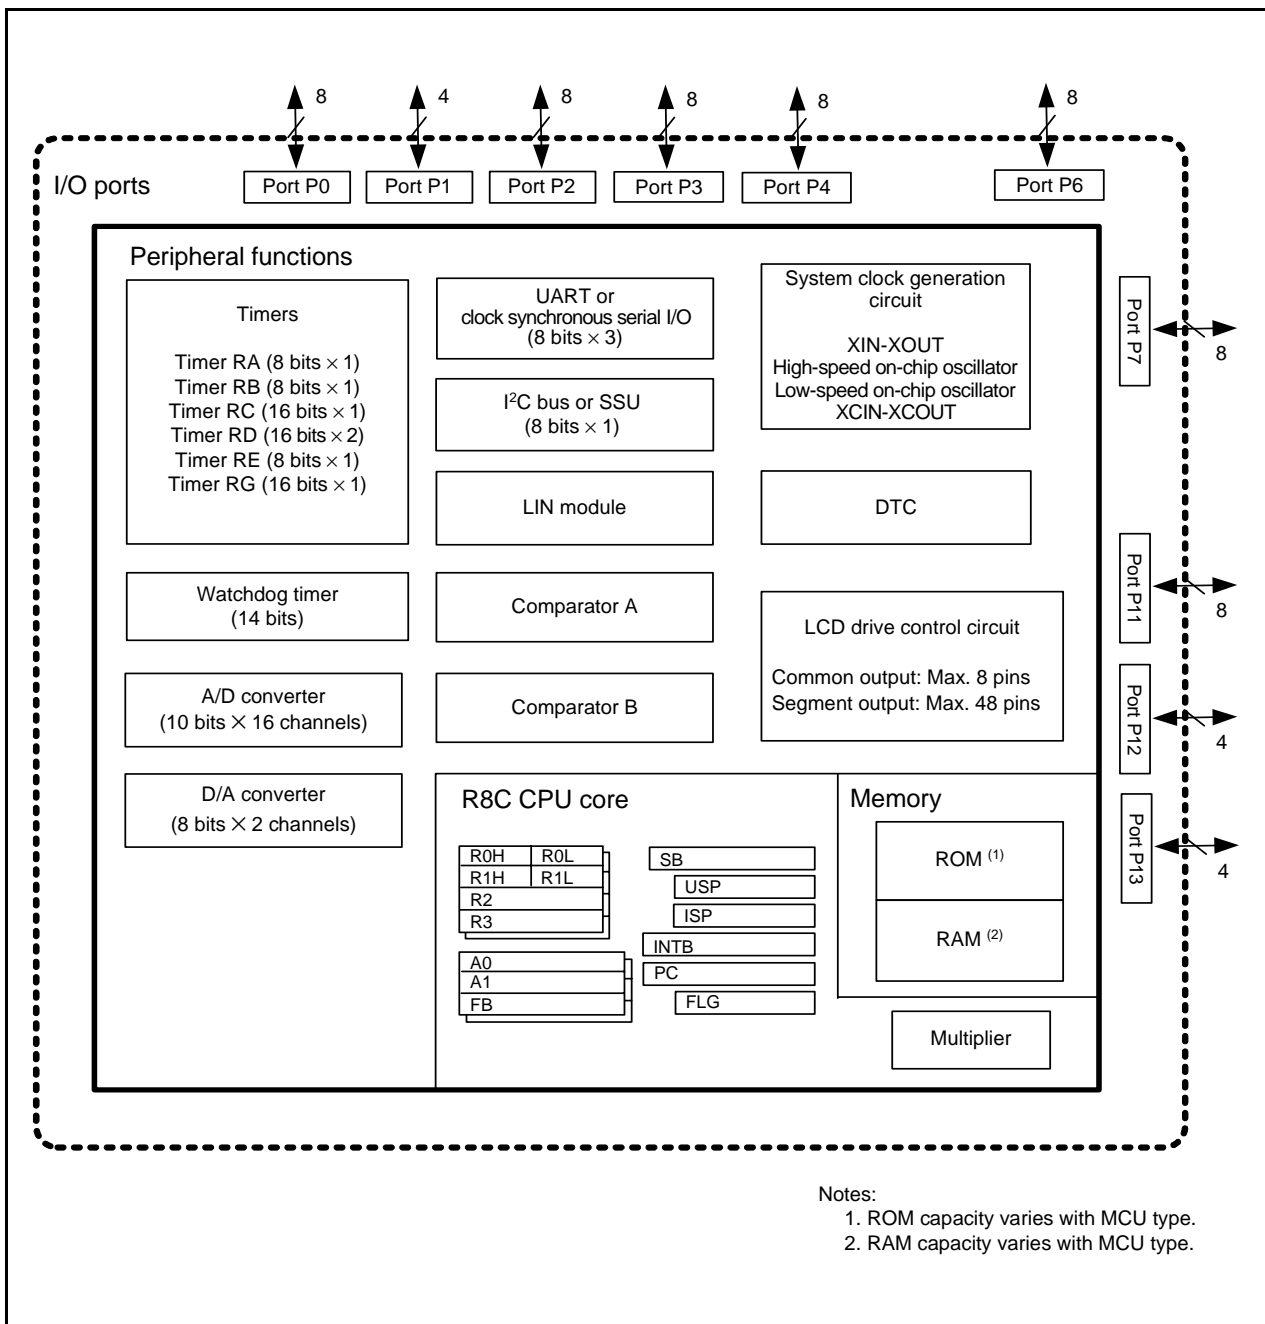 8
4
8
8
8
8
I/O ports
Port P0
Port P1
Port P2
Port P3
Port P4
Port P6
Peripheral functions
Timers
Timer RA (8 bits × 1)
Timer RB (8 bits × 1)
Timer RC (16 bits × 1)
Timer RD (16 bits × 2)
Timer RE (8 bits × 1)
Timer RG (16 bits × 1)
UART or
clock synchronous serial I/O
(8 bits × 3)
I²C bus or SSU
(8 bits × 1)
LIN module
System clock generation
circuit
XIN-XOUT
High-speed on-chip oscillator
Low-speed on-chip oscillator
XCIN-XCOUT
DTC
Port P7
8
Watchdog timer
(14 bits)
Comparator A
LCD drive control circuit
Common output: Max. 8 pins
Segment output: Max. 48 pins
Port P11
8
A/D converter
(10 bits × 16 channels)
Comparator B
Port P12
4
D/A converter
(8 bits × 2 channels)
R8C CPU core
R0H
R0L
R1H
R1L
R2
R3
A0
A1
FB
SB
USP
ISP
INTB
PC
FLG
Memory
ROM (1)
RAM (2)
Multiplier
Port P13
4
Notes:
1. ROM capacity varies with MCU type.
2. RAM capacity varies with MCU type.